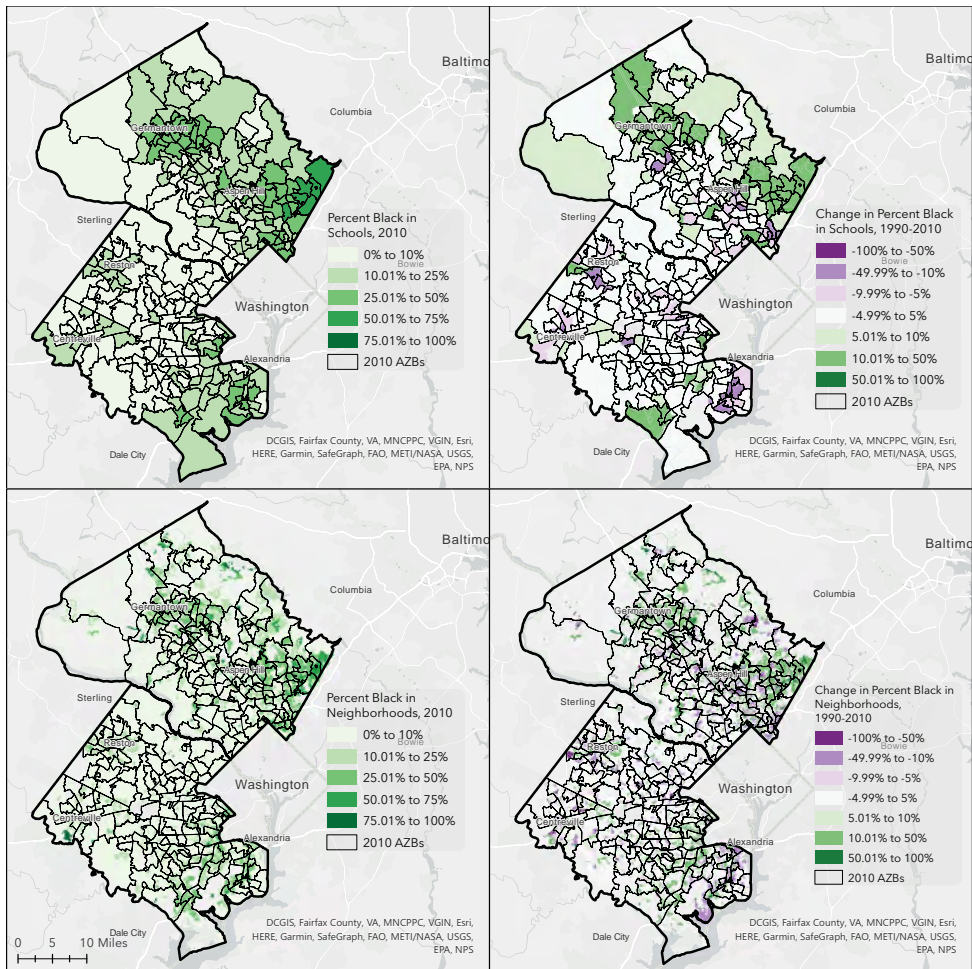 Baltimo
Columbia
Germantown
Aspen Hill
Sterling
Percent Black in
Schools, 2010
0% to 10%
10.01% to 25%
25.01% to 50%
50.01% to 75%
75.01% to 100%
2010 AZBs
Bowie
Reston
Washington
Centreville
Alexandria
Dale City
DCGIS, Fairfax County, VA, MNCPPC, VGIN, Esri,
HERE, Garmin, SafeGraph, FAO, METI/NASA, USGS,
EPA, NPS
Baltimo
Columbia
Germantown
Aspen Hill
Sterling
Change in Percent Black
in Schools, 1990-2010
-100% to -50%
-49.99% to -10%
-9.99% to -5%
-4.99% to 5%
5.01% to 10%
10.01% to 50%
50.01% to 100%
2010 AZBs
Bowie
Reston
Washington
Centreville
Alexandria
Dale City
DCGIS, Fairfax County, VA, MNCPPC, VGIN, Esri,
HERE, Garmin, SafeGraph, FAO, METI/NASA, USGS,
EPA, NPS
Baltimo
Columbia
Germantown
Aspen Hill
Sterling
Percent Black in
Neighborhoods, 2010
0% to 10%
10.01% to 25%
25.01% to 50%
50.01% to 75%
75.01% to 100%
2010 AZBs
Bowie
Reston
Washington
Centreville
Alexandria
Dale City
DCGIS, Fairfax County, VA, MNCPPC, VGIN, Esri,
HERE, Garmin, SafeGraph, FAO, METI/NASA, USGS,
EPA, NPS
0 5 10 Miles
Baltimo
Columbia
Germantown
Aspen Hill
Sterling
Change in Percent Black in
Neighborhoods,
1990-2010
-100% to -50%
-49.99% to -10%
-9.99% to -5%
-4.99% to 5%
5.01% to 10%
10.01% to 50%
50.01% to 100%
2010 AZBs
Bowie
Reston
Washington
Centreville
Alexandria
Dale City
DCGIS, Fairfax County, VA, MNCPPC, VGIN, Esri,
HERE, Garmin, SafeGraph, FAO, METI/NASA, USGS,
EPA, NPS